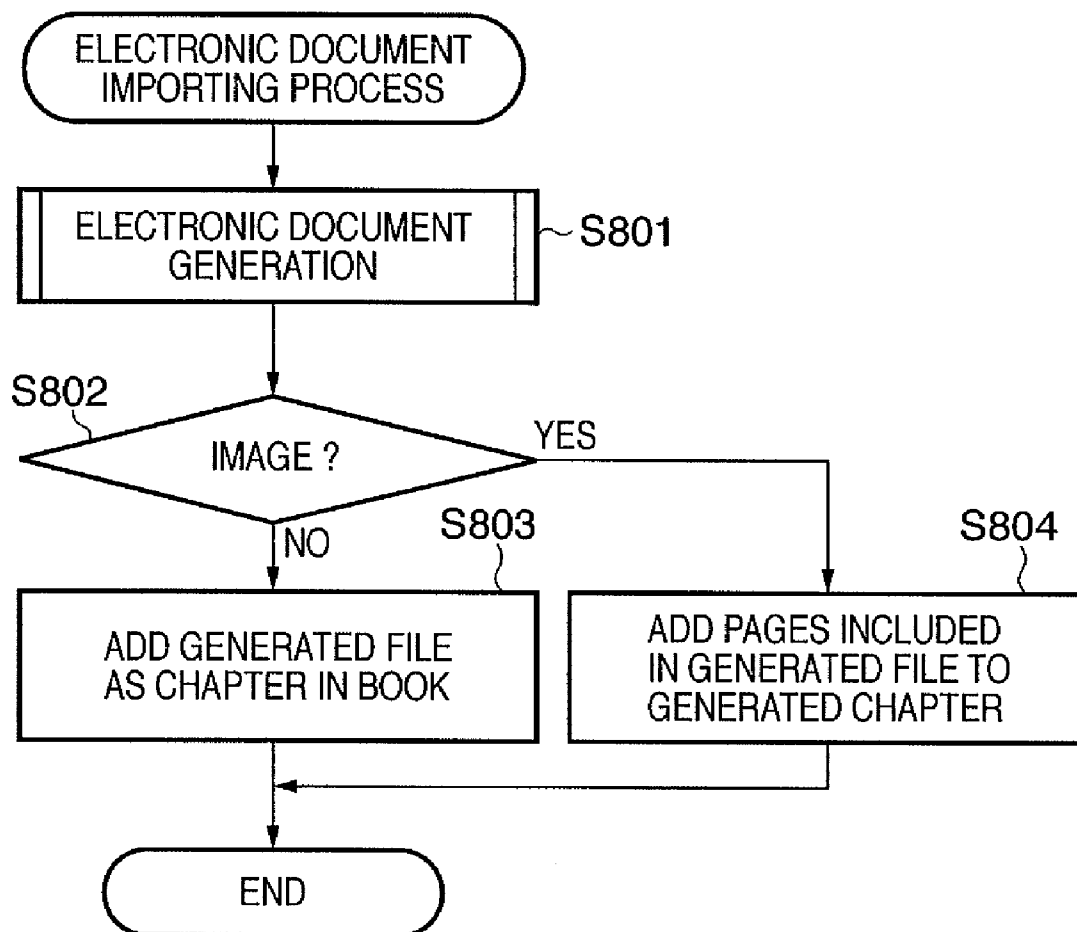 ELECTRONIC DOCUMENT
IMPORTING PROCESS
ELECTRONIC DOCUMENT
GENERATION
S801
S802
IMAGE ?
YES
NO
S803
S804
ADD GENERATED FILE
AS CHAPTER IN BOOK
ADD PAGES INCLUDED
IN GENERATED FILE TO
GENERATED CHAPTER
END